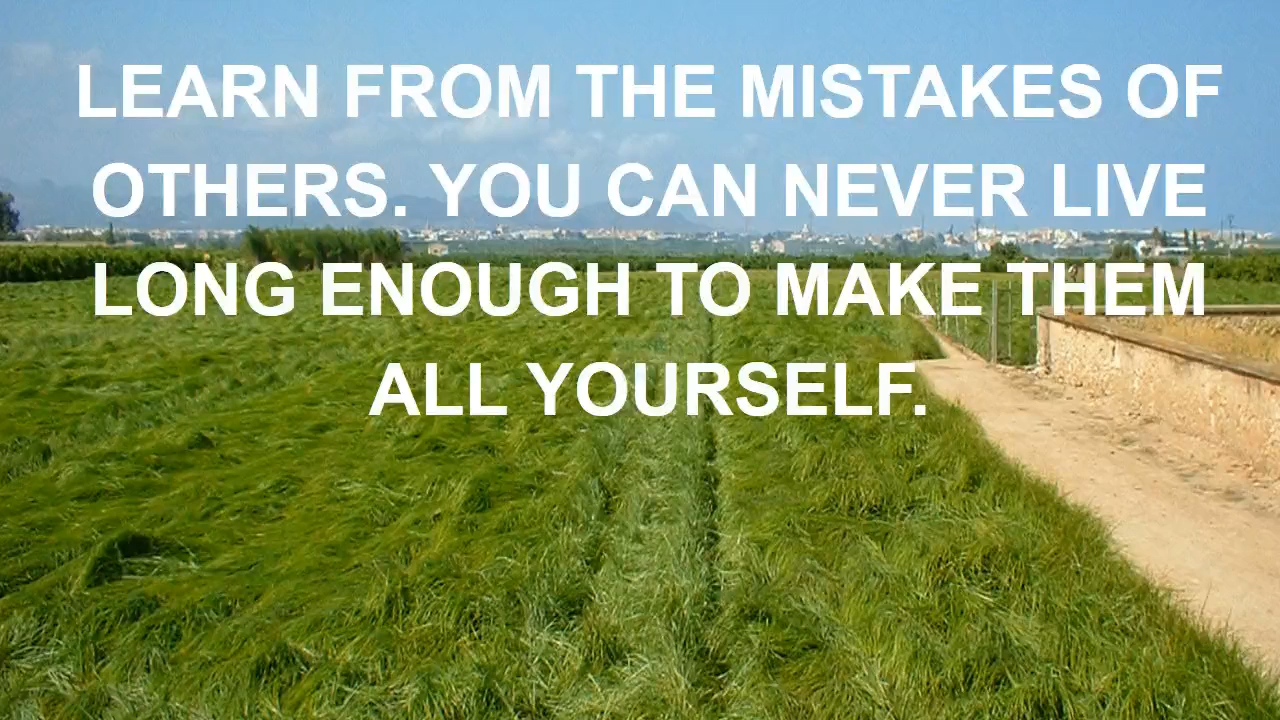 LEARN FROM THE MISTAKES OF
OTHERS. YOU CAN NEVER LIVE
LONG ENOUGH TO MAKE THEM
ALL YOURSELF.